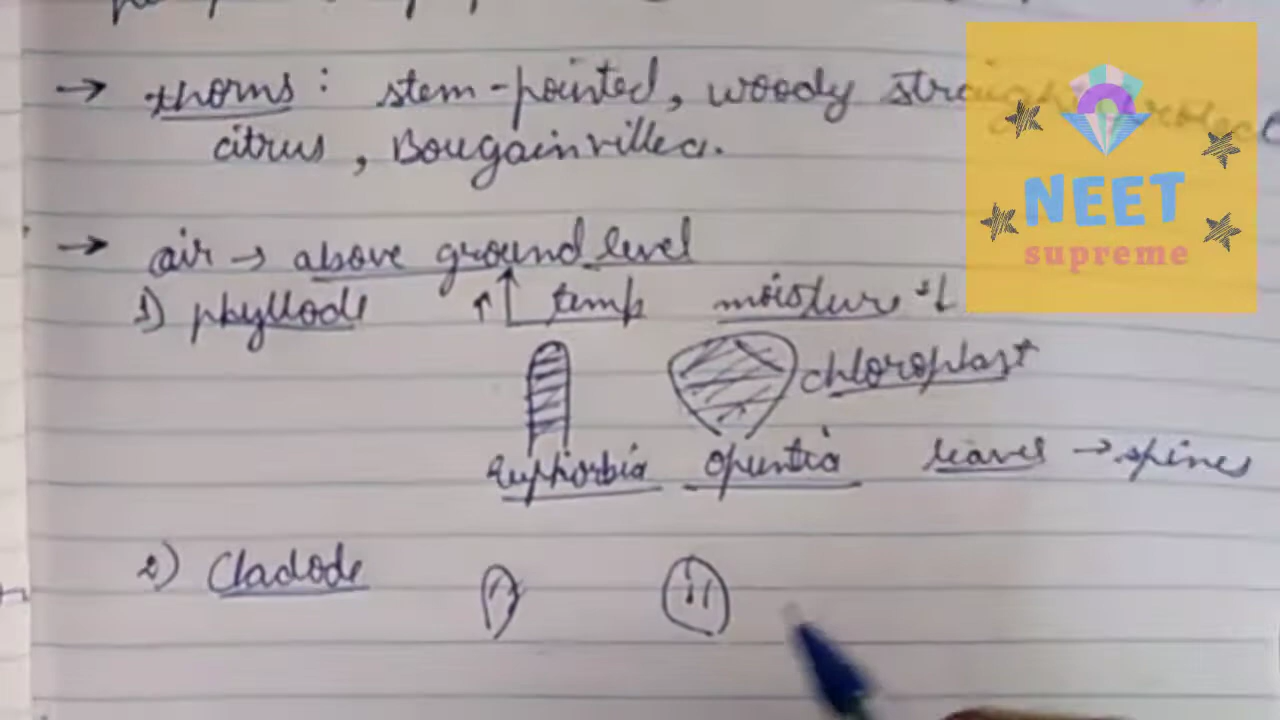 → thorns: stem-pointed, woody straight
citrus, Bougainvillea.
NEET
supreme
→ air → above ground level
1) phyllode ↑ temp moisture ↓
chloroplast
Euphorbia opuntia leaves → spines
2) Cladode